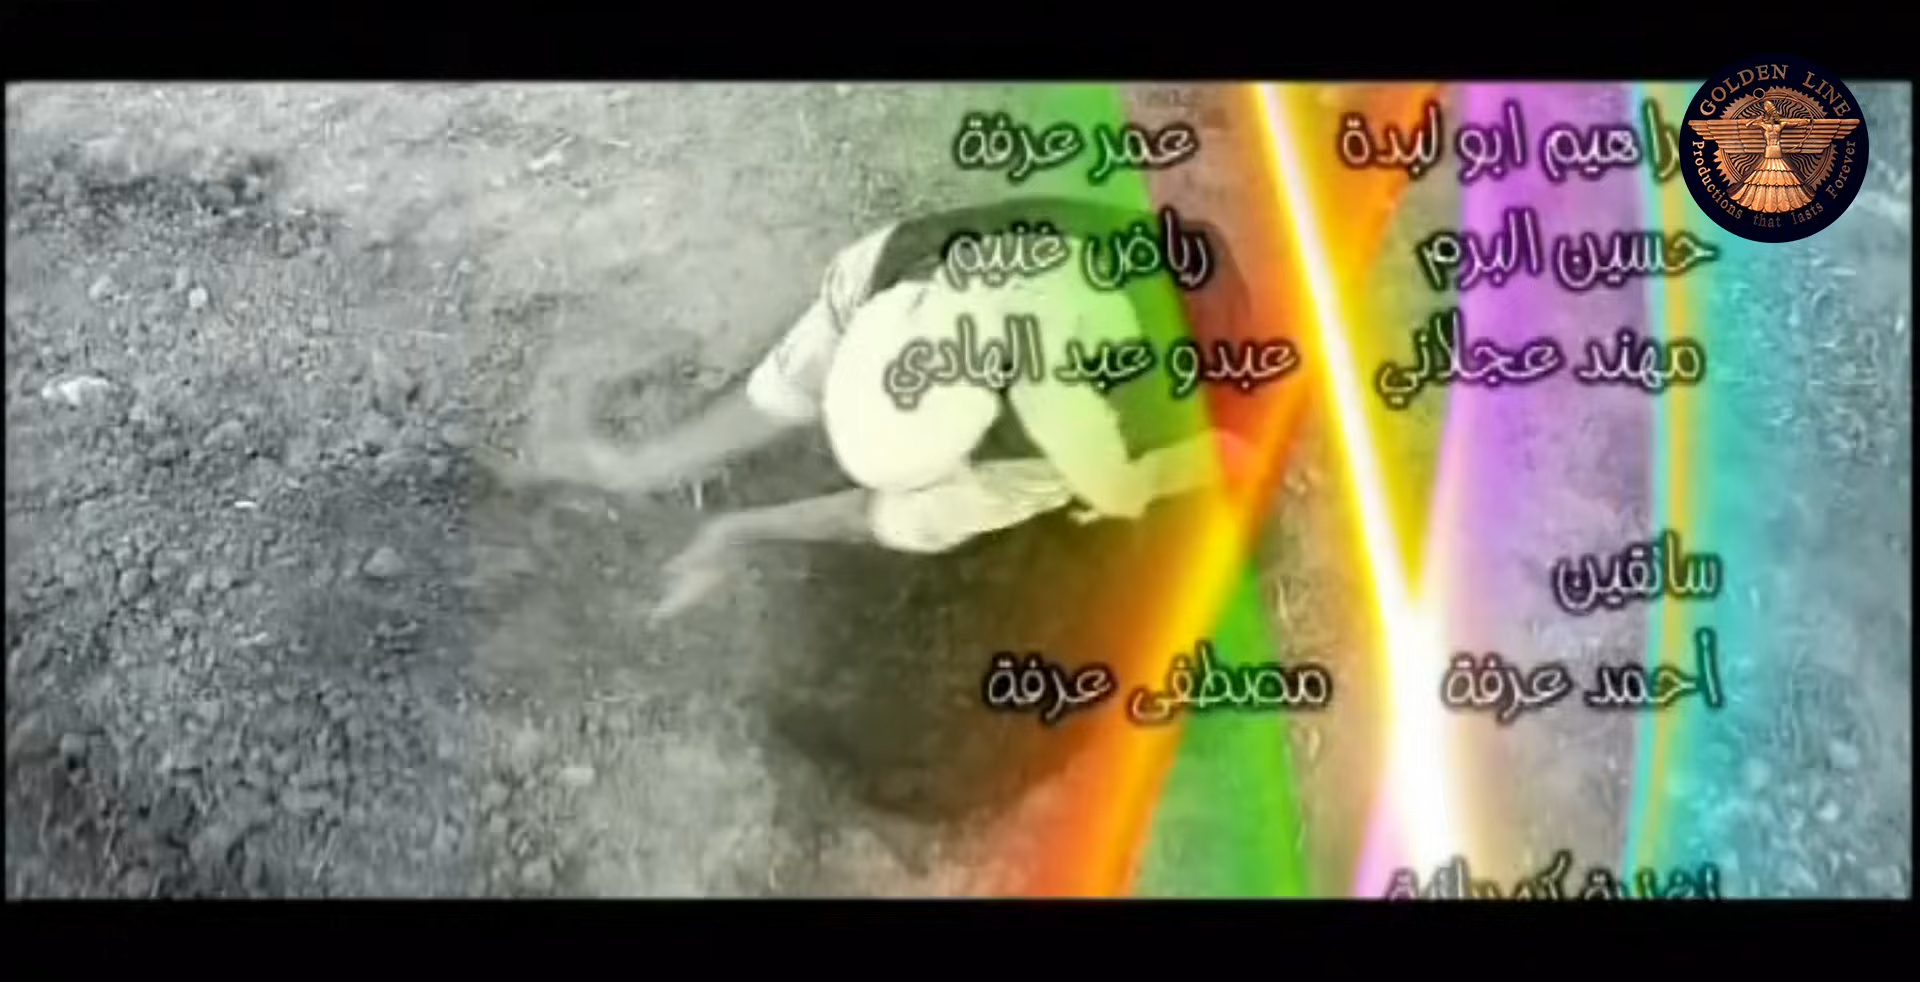 GOLDEN LINE
Productions that lasts Forever
ابو لبدة عمر عرفة
حسين البرم رياض غنيم
مهند عجلاني عبدو عبد الهادي
سائقين
أحمد عرفة مصطفى عرفة